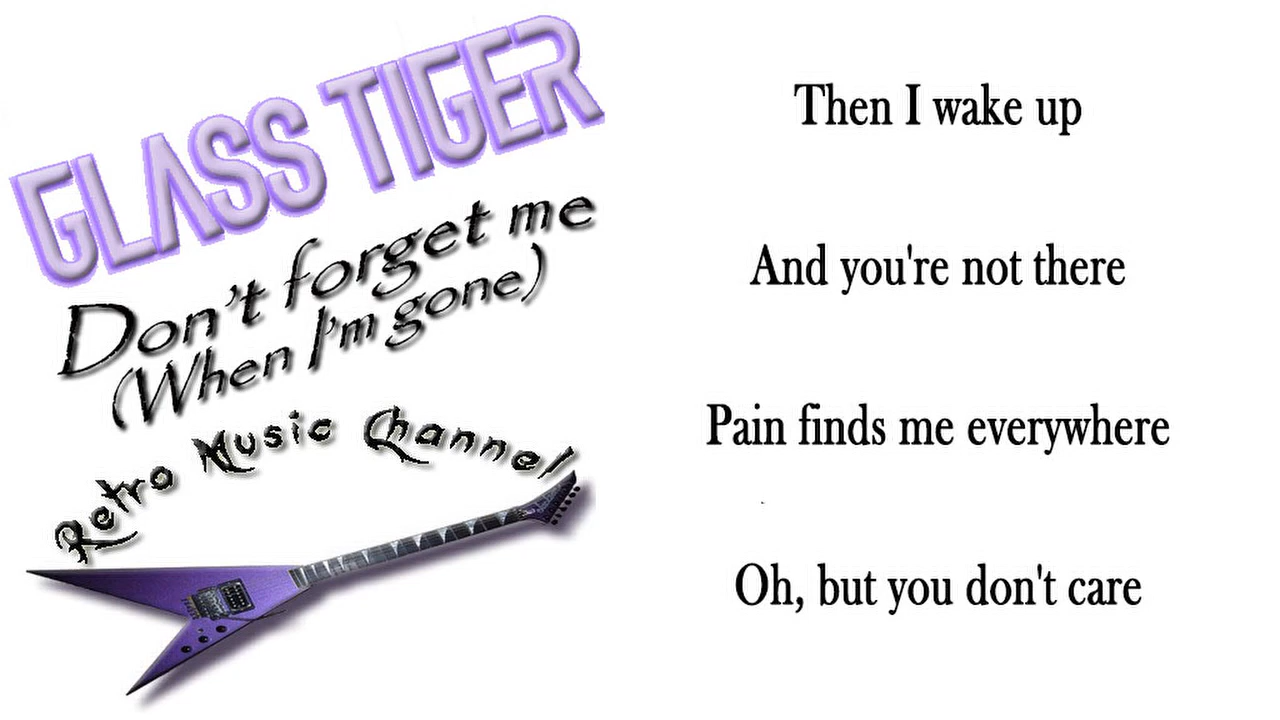 GLASS TIGER
Don't forget me
(When I'm gone)
Retro Music Channel
Then I wake up
And you're not there
Pain finds me everywhere
Oh, but you don't care